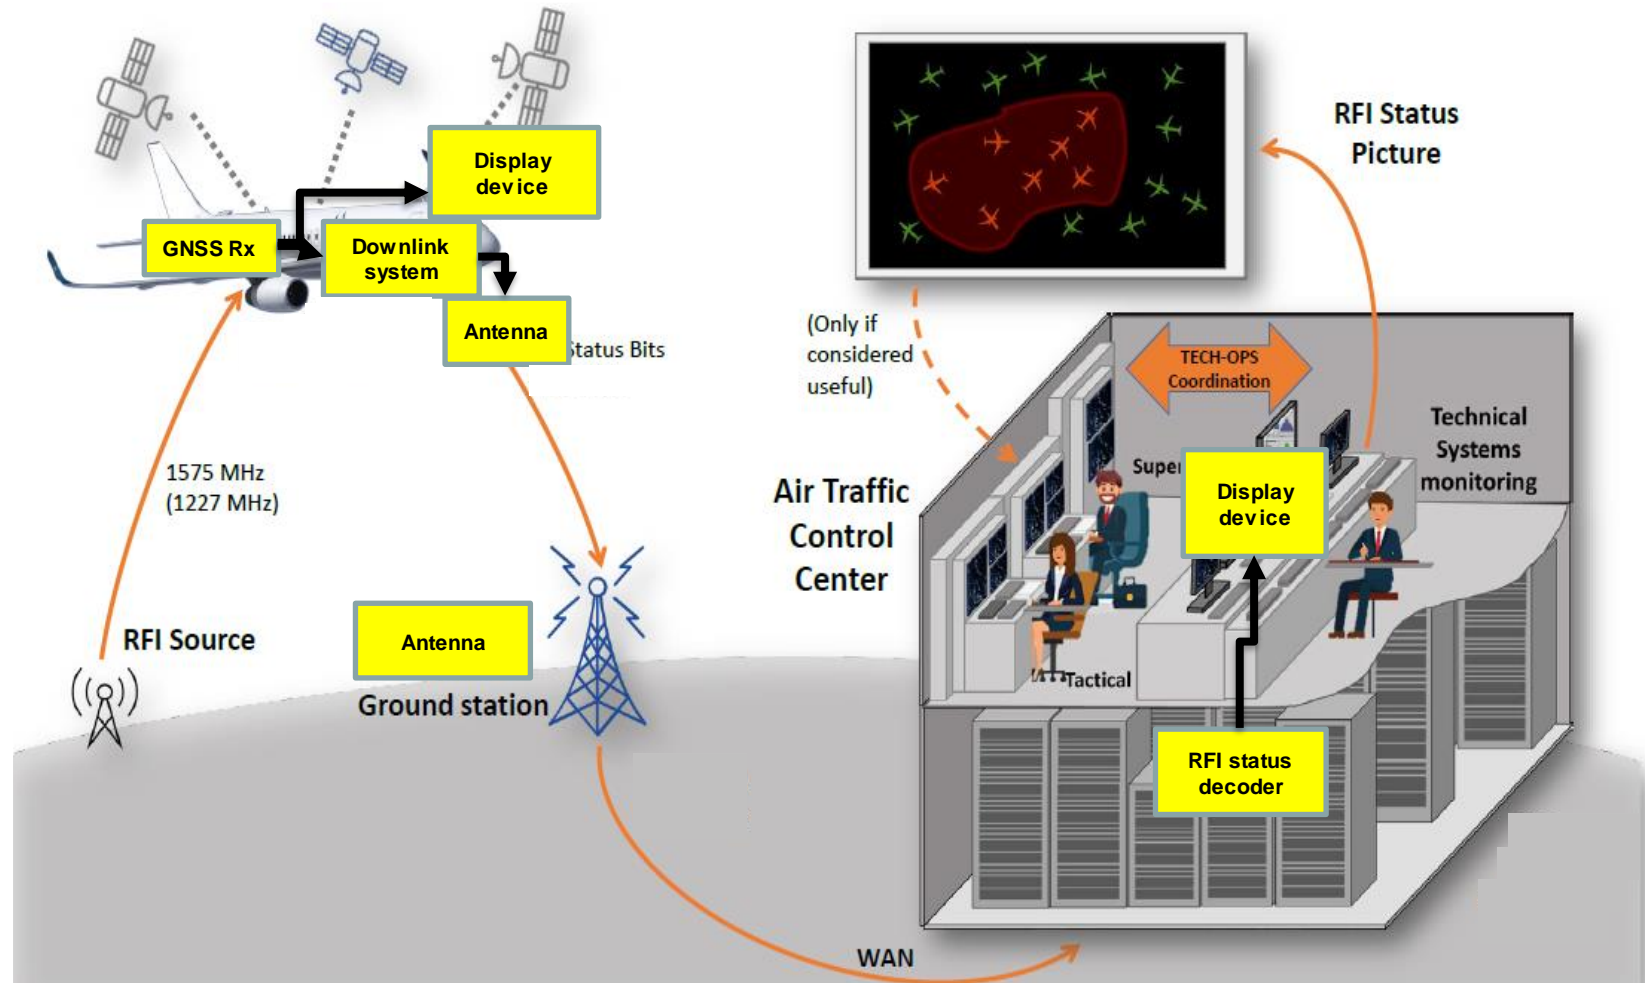 Display
device
GNSS Rx
Downlink
system
Antenna
Status Bits
1575 MHz
(1227 MHz)
RFI Source
Antenna
Ground station
WAN
RFI Status
Picture
(Only if
considered
useful)
TECH-OPS
Coordination
Technical
Systems
monitoring
Air Traffic
Control
Center
Super
Display
device
Tactical
RFI status
decoder